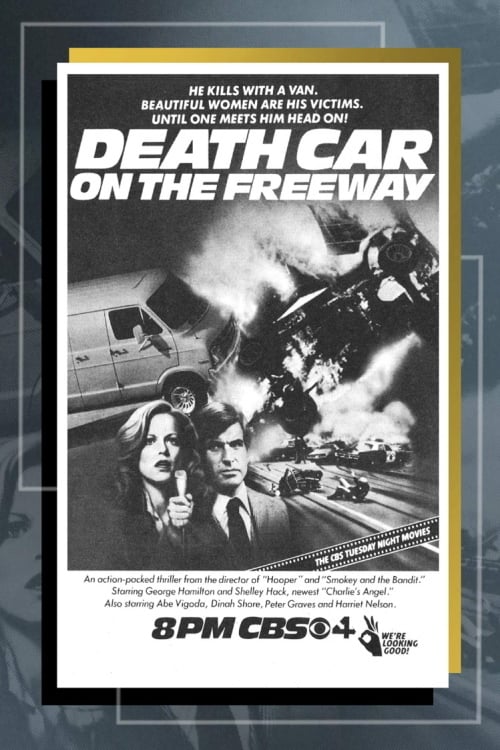 HE KILLS WITH A VAN.
BEAUTIFUL WOMEN ARE HIS VICTIMS.
UNTIL ONE MEETS HIM HEAD ON!
DEATH CAR
ON THE FREEWAY
THE CBS TUESDAY NIGHT MOVIES
An action-packed thriller from the director of "Hooper" and "Smokey and the Bandit."
Starring George Hamilton and Shelley Hack, newest "Charlie's Angel."
Also starring Abe Vigoda, Dinah Shore, Peter Graves and Harriet Nelson.
8PM CBS 4
WE'RE
LOOKING
GOOD!